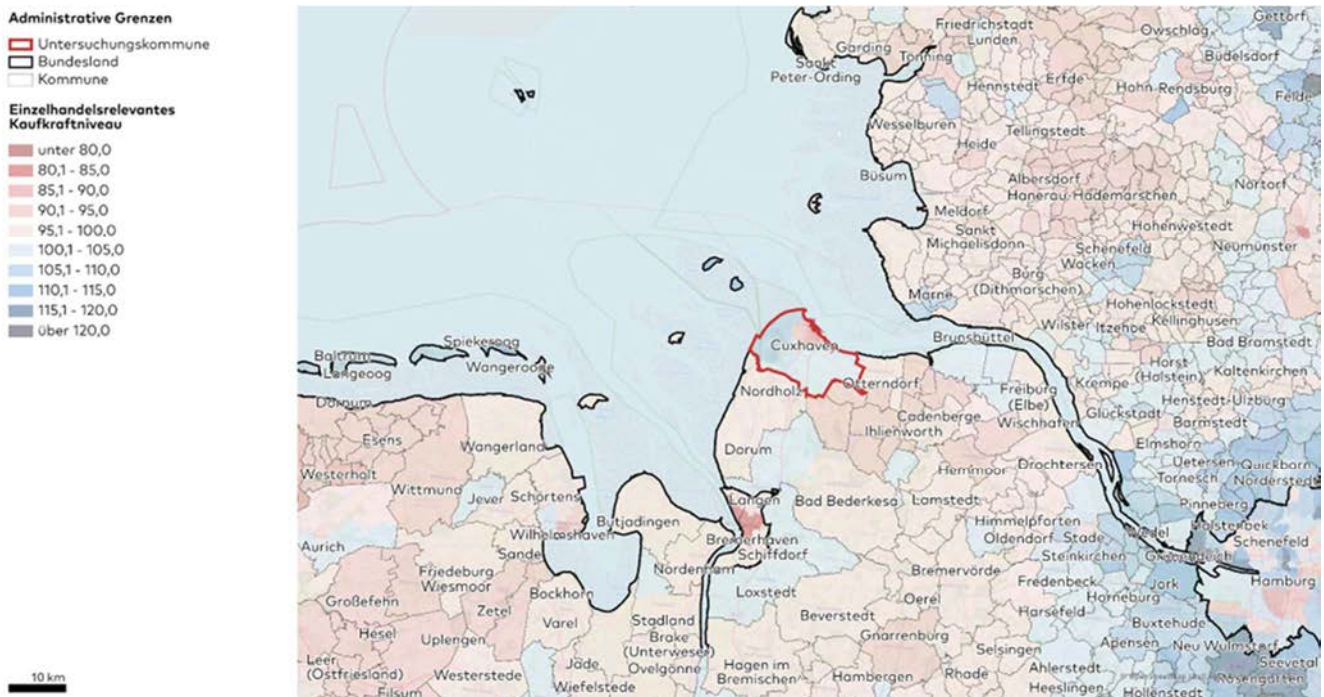 Administrative Grenzen
Untersuchungskommune
Bundesland
Kommune
Einzelhandelsrelevantes
Kaufkraftniveau
unter 80,0
80,1 - 85,0
85,1 - 90,0
90,1 - 95,0
95,1 - 100,0
100,1 - 105,0
105,1 - 110,0
110,1 - 115,0
115,1 - 120,0
über 120,0
10 km
Friedrichstadt
Gettorf
Garding
Lunden
Owschlag
Tönning
Büdelsdorf
Sankt
Peter-Ording
Erfde
Hennstedt
Hohn
Rendsburg
Felde
Wesselburen
Tellingstedt
Heide
Büsum
Albersdorf
Nortorf
Hanerau-Hademarschen
Meldorf
Hohenwestedt
Sankt
Michaelisdonn
Schenefeld
Neumünster
Wacken
Burg
(Dithmarschen)
Marne
Hohenlockstedt
Kellinghusen
Wilster
Itzehoe
Brunsbüttel
Bad Bramstedt
Cuxhaven
Spiekeroog
Baltrum
Wangerooge
Langeoog
Horst
(Holstein)
Kaltenkirchen
Krempe
Otterndorf
Nordholz
Freiburg
(Elbe)
Henstedt-Ulzburg
Dornum
Cadenberge
Wischhafen
Glückstadt
Barmstedt
Ihlienworth
Esens
Wangerland
Dorum
Elmshorn
Uetersen
Quickborn
Hemmoor
Drochtersen
Tornesch
Norderstedt
Westerholt
Wittmund
Jever
Schortens
Langen
Bad Bederkesa
Lamstedt
Pinneberg
Butjadingen
Himmelpforten
Halstenbek
Wilhelmshaven
Bremerhaven
Oldendorf
Stade
Wedel
Schenefeld
Aurich
Sande
Schiffdorf
Steinkirchen
Hamburg
Nordenham
Bremervörde
Friedeburg
Wiesmoor
Bockhorn
Loxstedt
Fredenbeck
Jork
Horneburg
Großefehn
Zetel
Oerel
Harsefeld
Varel
Stadland
Beverstedt
Buxtehude
Hesel
Uplengen
Brake
(Unterweser)
Gnarrenburg
Selsingen
Apensen
Neu Wulmstorf
Leer
(Ostfriesland)
Jade
Ovelgönne
Hagen im
Bremischen
Ahlerstedt
Seevetal
Westerstede
Wiefelstede
Hambergen
Rhade
Heeslingen
Hollenstedt
Rosengarten
Filsum